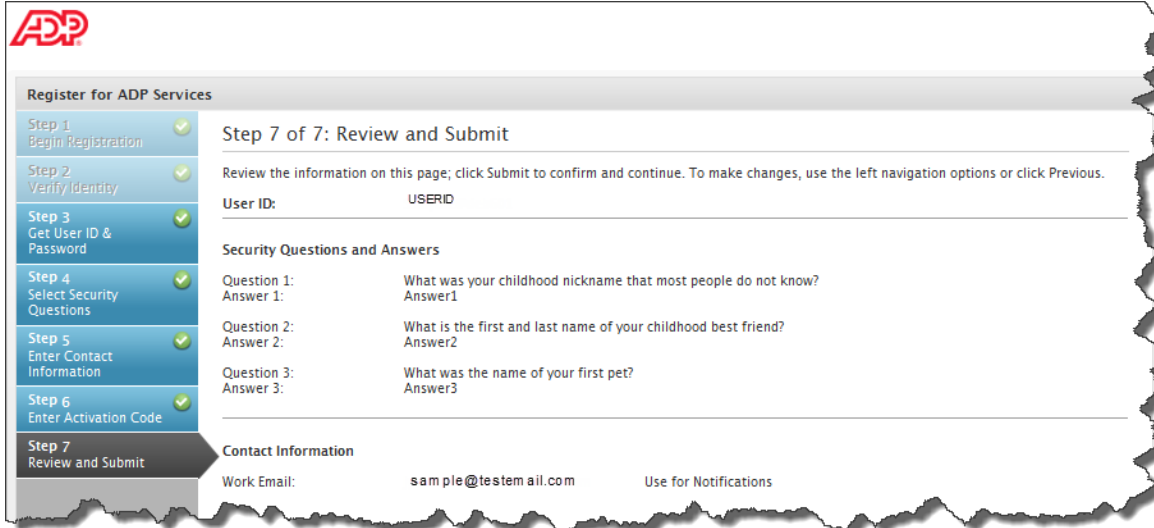 ADP
Register for ADP Services
Step 1
Begin Registration
Step 2
Verify Identity
Step 3
Get User ID &
Password
Step 4
Select Security
Questions
Step 5
Enter Contact
Information
Step 6
Enter Activation Code
Step 7
Review and Submit
Step 7 of 7: Review and Submit
Review the information on this page; click Submit to confirm and continue. To make changes, use the left navigation options or click Previous.
User ID: USERID
Security Questions and Answers
Question 1: What was your childhood nickname that most people do not know?
Answer 1: Answer1
Question 2: What is the first and last name of your childhood best friend?
Answer 2: Answer2
Question 3: What was the name of your first pet?
Answer 3: Answer3
Contact Information
Work Email: sample@testemail.com Use for Notifications